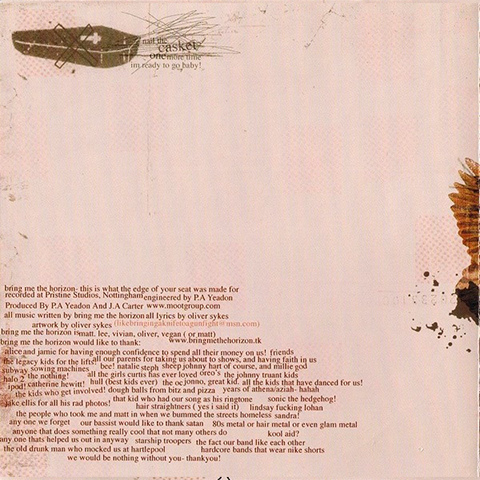 nail the
casket
one more time
im ready to go baby!
bring me the horizon- this is what the edge of your seat was made for
recorded at Pristine Studios, Nottingham engineered by P.A Yeadon
Produced By P.A Yeadon And J.A Carter www.mootgroup.com
all music written by bring me the horizon all lyrics by oliver sykes
artwork by oliver sykes (likebringingaknifetoagunfight@msn.com)
bring me the horizon is matt. lee, vivian, oliver, vegan ( or matt)
bring me the horizon would like to thank: www.bringmethehorizon.tk
alice and jamie for having enough confidence to spend all their money on us! friends
the legacy kids for the lifts! all our parents for taking us about to shows, and having faith in us
subway sowing machines bee! natalie steph sheep johnny hart of course, and millie god
the nothing! all the girls curtis has ever loved oreo's the johnny truant kids
halo 2 hull (best kids ever) the occ jonno, great kid. all the kids that have danced for us!
ipod! catherine hewitt! dough balls from bitz and pizza years of athena/aziah- hahah
the kids who get involved! that kid who had our song as his ringtone sonic the hedgehog!
jake ellis for all his rad photos! hair straightners ( yes i said it) lindsay fucking lohan
the people who took me and matt in when we bummed the streets homeless sandra!
any one we forget our bassist would like to thank satan 80s metal or hair metal or even glam metal
anyone that does something really cool that not many others do kool aid?
any one thats helped us out in anyway starship troopers the fact our band like each other
the old drunk man who mocked us at hartlepool hardcore bands that wear nike shorts
we would be nothing without you- thankyou!